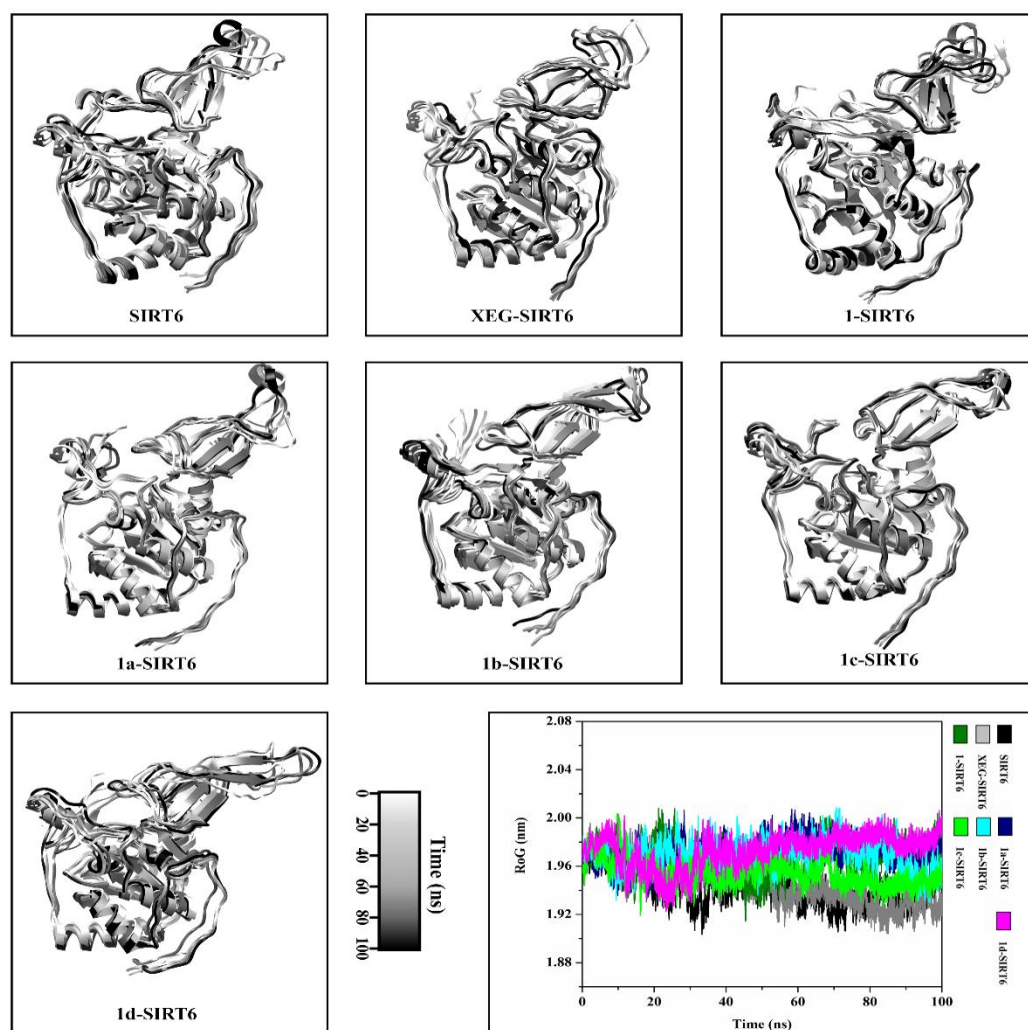 SIRT6
XEG-SIRT6
1-SIRT6
1a-SIRT6
1b-SIRT6
1c-SIRT6
1d-SIRT6
0
20
40
60
80
100
Time (ns)
2.08
2.04
2.00
1.96
1.92
1.88
RoG (nm)
0
20
40
60
80
100
Time (ns)
SIRT6
XEG-SIRT6
1-SIRT6
1a-SIRT6
1b-SIRT6
1c-SIRT6
1d-SIRT6